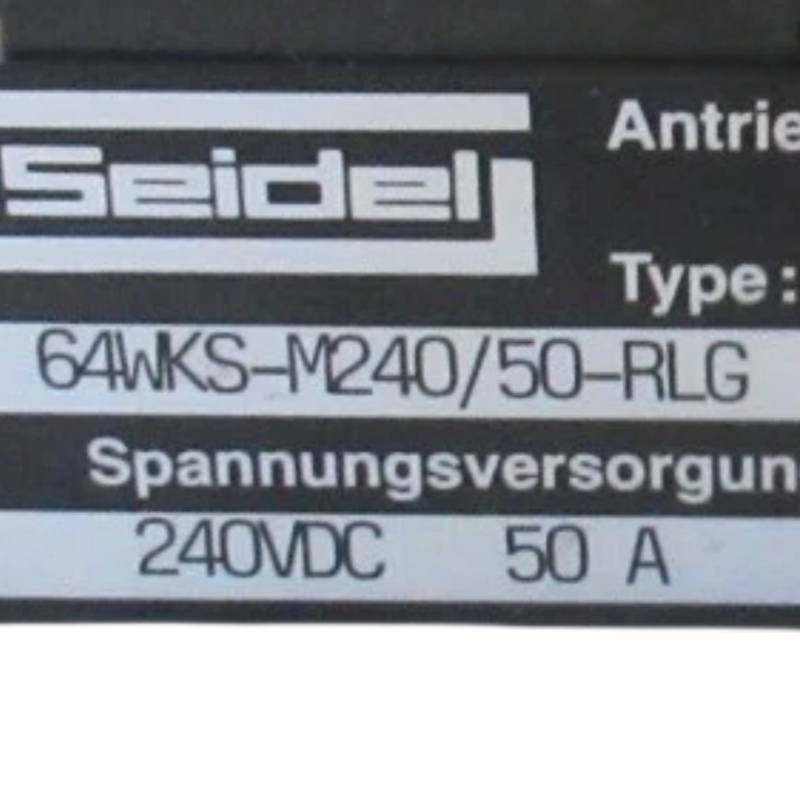 Seidel
Antrie
Type:
64WKS-M240/50-RLG
Spannungsversorgun
240VDC 50 A